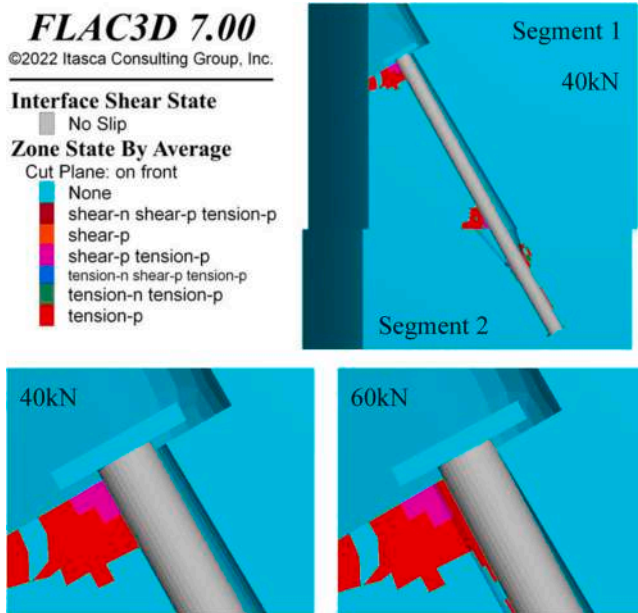 FLAC3D 7.00
©2022 Itasca Consulting Group, Inc.
Interface Shear State
No Slip
Zone State By Average
Cut Plane: on front
None
shear-n shear-p tension-p
shear-p
shear-p tension-p
tension-n shear-p tension-p
tension-n tension-p
tension-p
Segment 1
40kN
Segment 2
40kN
60kN